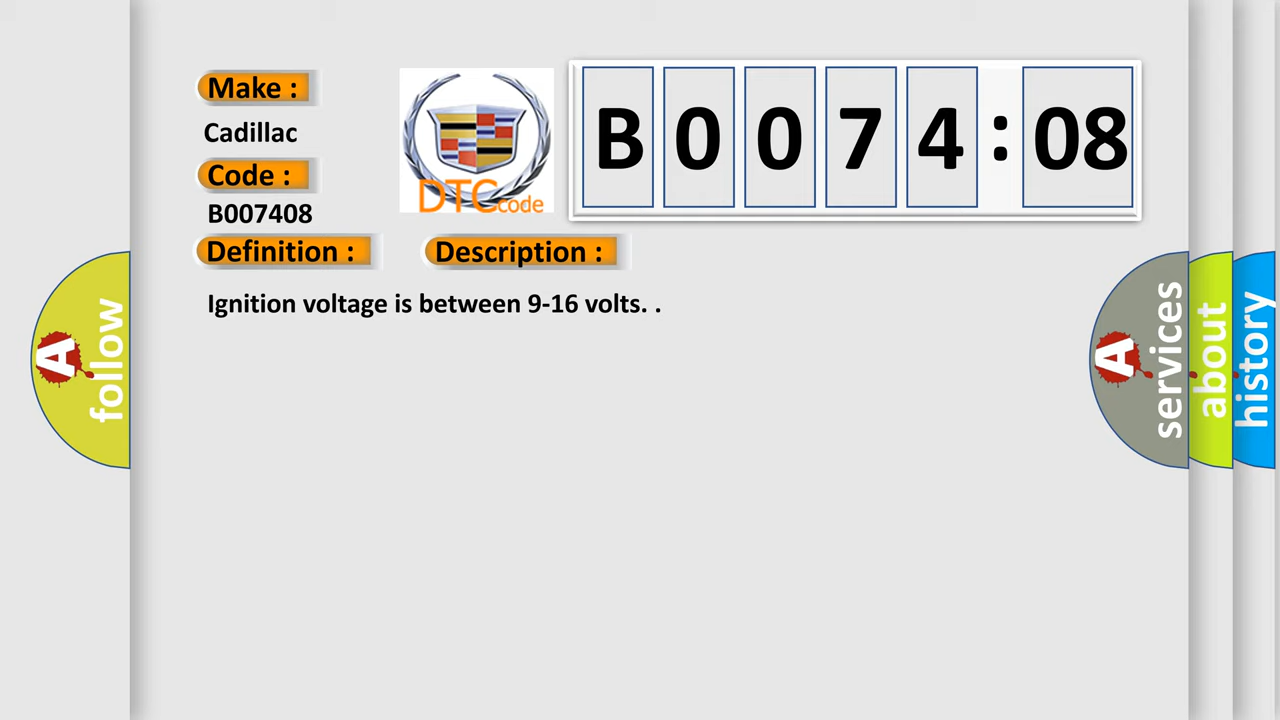 Make :
Cadillac
Code :
B007408
Definition :
Description :
Ignition voltage is between 9-16 volts. .
DTC code
B 0 0 7 4 : 08
A follow
A services
about
history